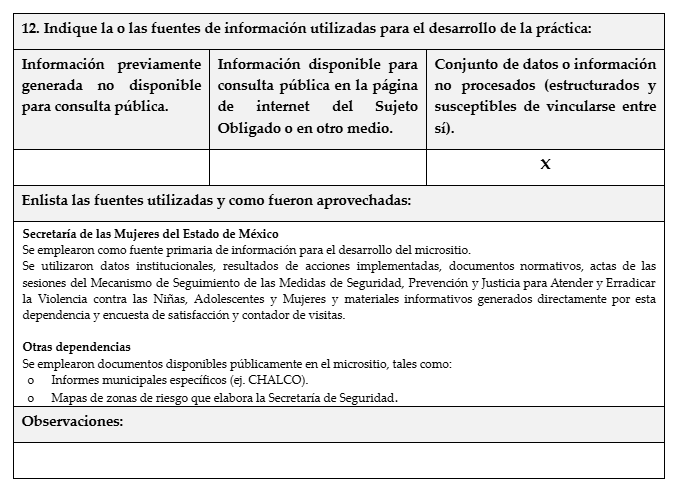 12. Indique la o las fuentes de información utilizadas para el desarrollo de la práctica:
Información previamente generada no disponible para consulta pública.
Información disponible para consulta pública en la página de internet del Sujeto Obligado o en otro medio.
Conjunto de datos o información no procesados (estructurados y susceptibles de vincularse entre sí).
X
Enlista las fuentes utilizadas y como fueron aprovechadas:
Secretaría de las Mujeres del Estado de México
Se emplearon como fuente primaria de información para el desarrollo del micrositio.
Se utilizaron datos institucionales, resultados de acciones implementadas, documentos normativos, actas de las
sesiones del Mecanismo de Seguimiento de las Medidas de Seguridad, Prevención y Justicia para Atender y Erradicar
la Violencia contra las Niñas, Adolescentes y Mujeres y materiales informativos generados directamente por esta
dependencia y encuesta de satisfacción y contador de visitas.
Otras dependencias
Se emplearon documentos disponibles públicamente en el micrositio, tales como:
o Informes municipales específicos (ej. CHALCO).
o Mapas de zonas de riesgo que elabora la Secretaría de Seguridad.
Observaciones: